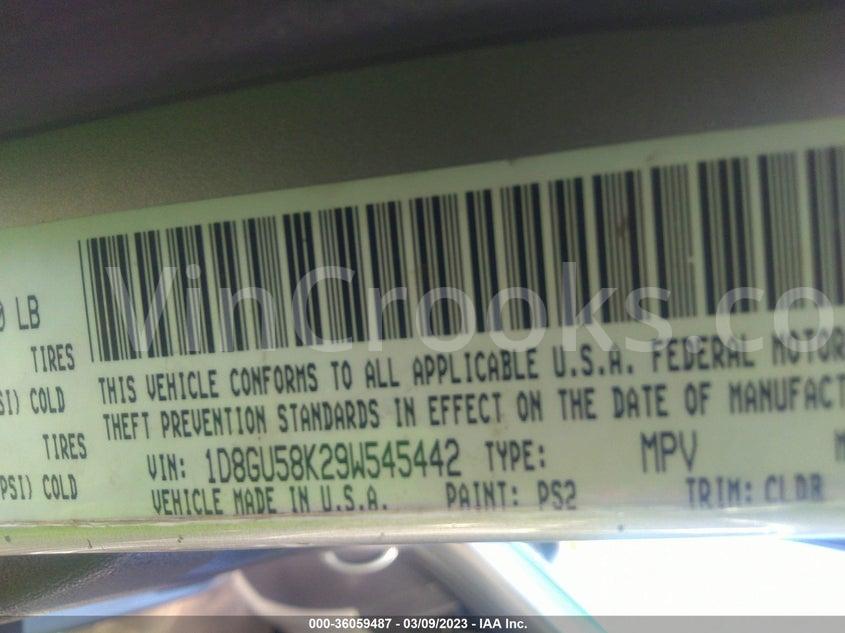 VinCrooks.co
0 LB
TIRES
SI) COLD
TIRES
PSI) COLD
THIS VEHICLE CONFORMS TO ALL APPLICABLE U.S.A. FEDERAL MOTOR
THEFT PREVENTION STANDARDS IN EFFECT ON THE DATE OF MANUFACT
VIN: 1D8GU58K29W545442 TYPE: MPV M
VEHICLE MADE IN U.S.A. PAINT: PS2 TRIM: CLDR
000-36059487 - 03/09/2023 - IAA Inc.